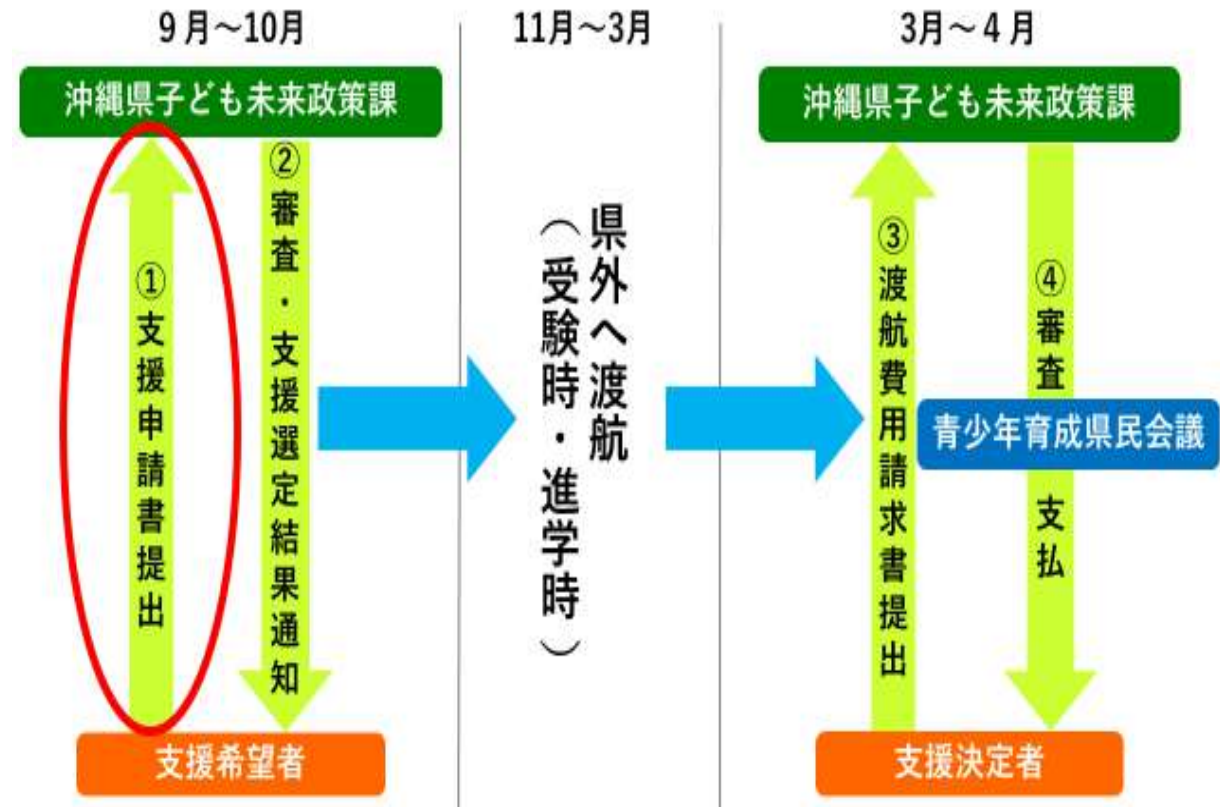 9月～10月
沖縄県子ども未来政策課
①支援申請書提出
②審査・支援選定結果通知
支援希望者
11月～3月
県外へ渡航
（受験時・進学時）
3月～4月
沖縄県子ども未来政策課
③渡航費用請求書提出
④審査
青少年育成県民会議
支払
支援決定者